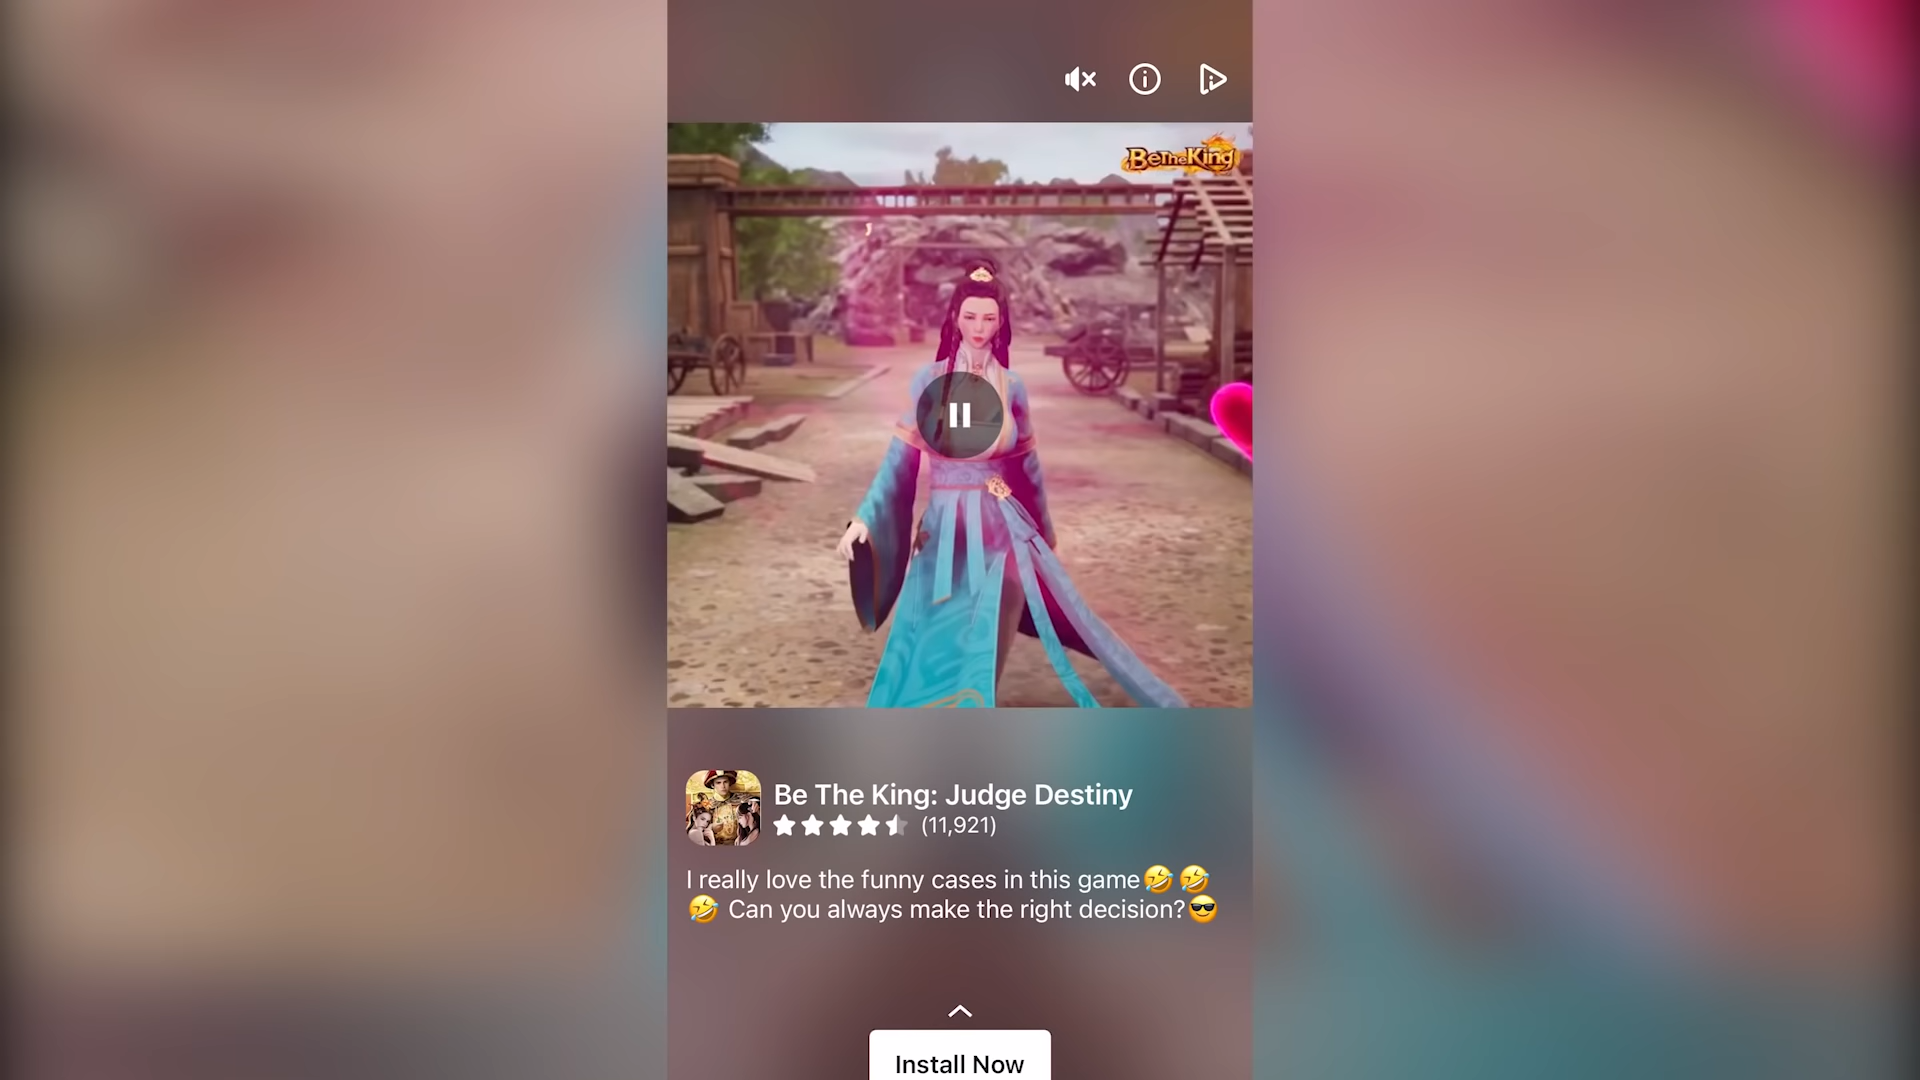 BeTheKing
Be The King: Judge Destiny
(11,921)
I really love the funny cases in this game🤣🤣
🤣 Can you always make the right decision?😎
Install Now